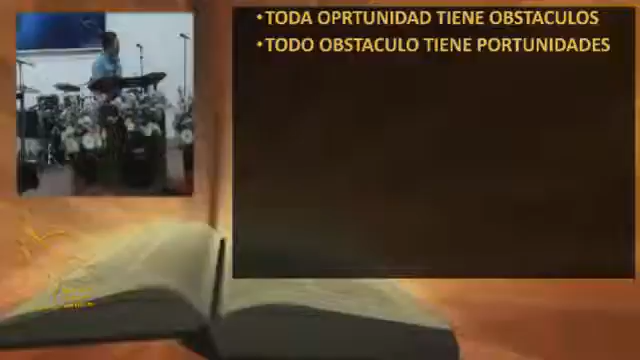 • TODA OPRTUNIDAD TIENE OBSTACULOS
• TODO OBSTACULO TIENE PORTUNIDADES